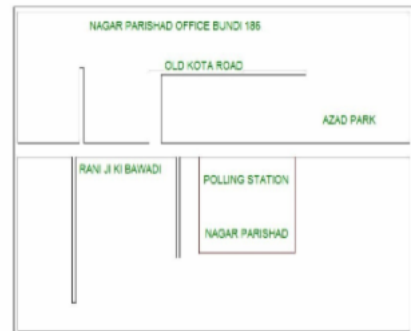 NAGAR PARISHAD OFFICE BUNDI 186
OLD KOTA ROAD
AZAD PARK
RANI JI KI BAWADI
POLLING STATION
NAGAR PARISHAD